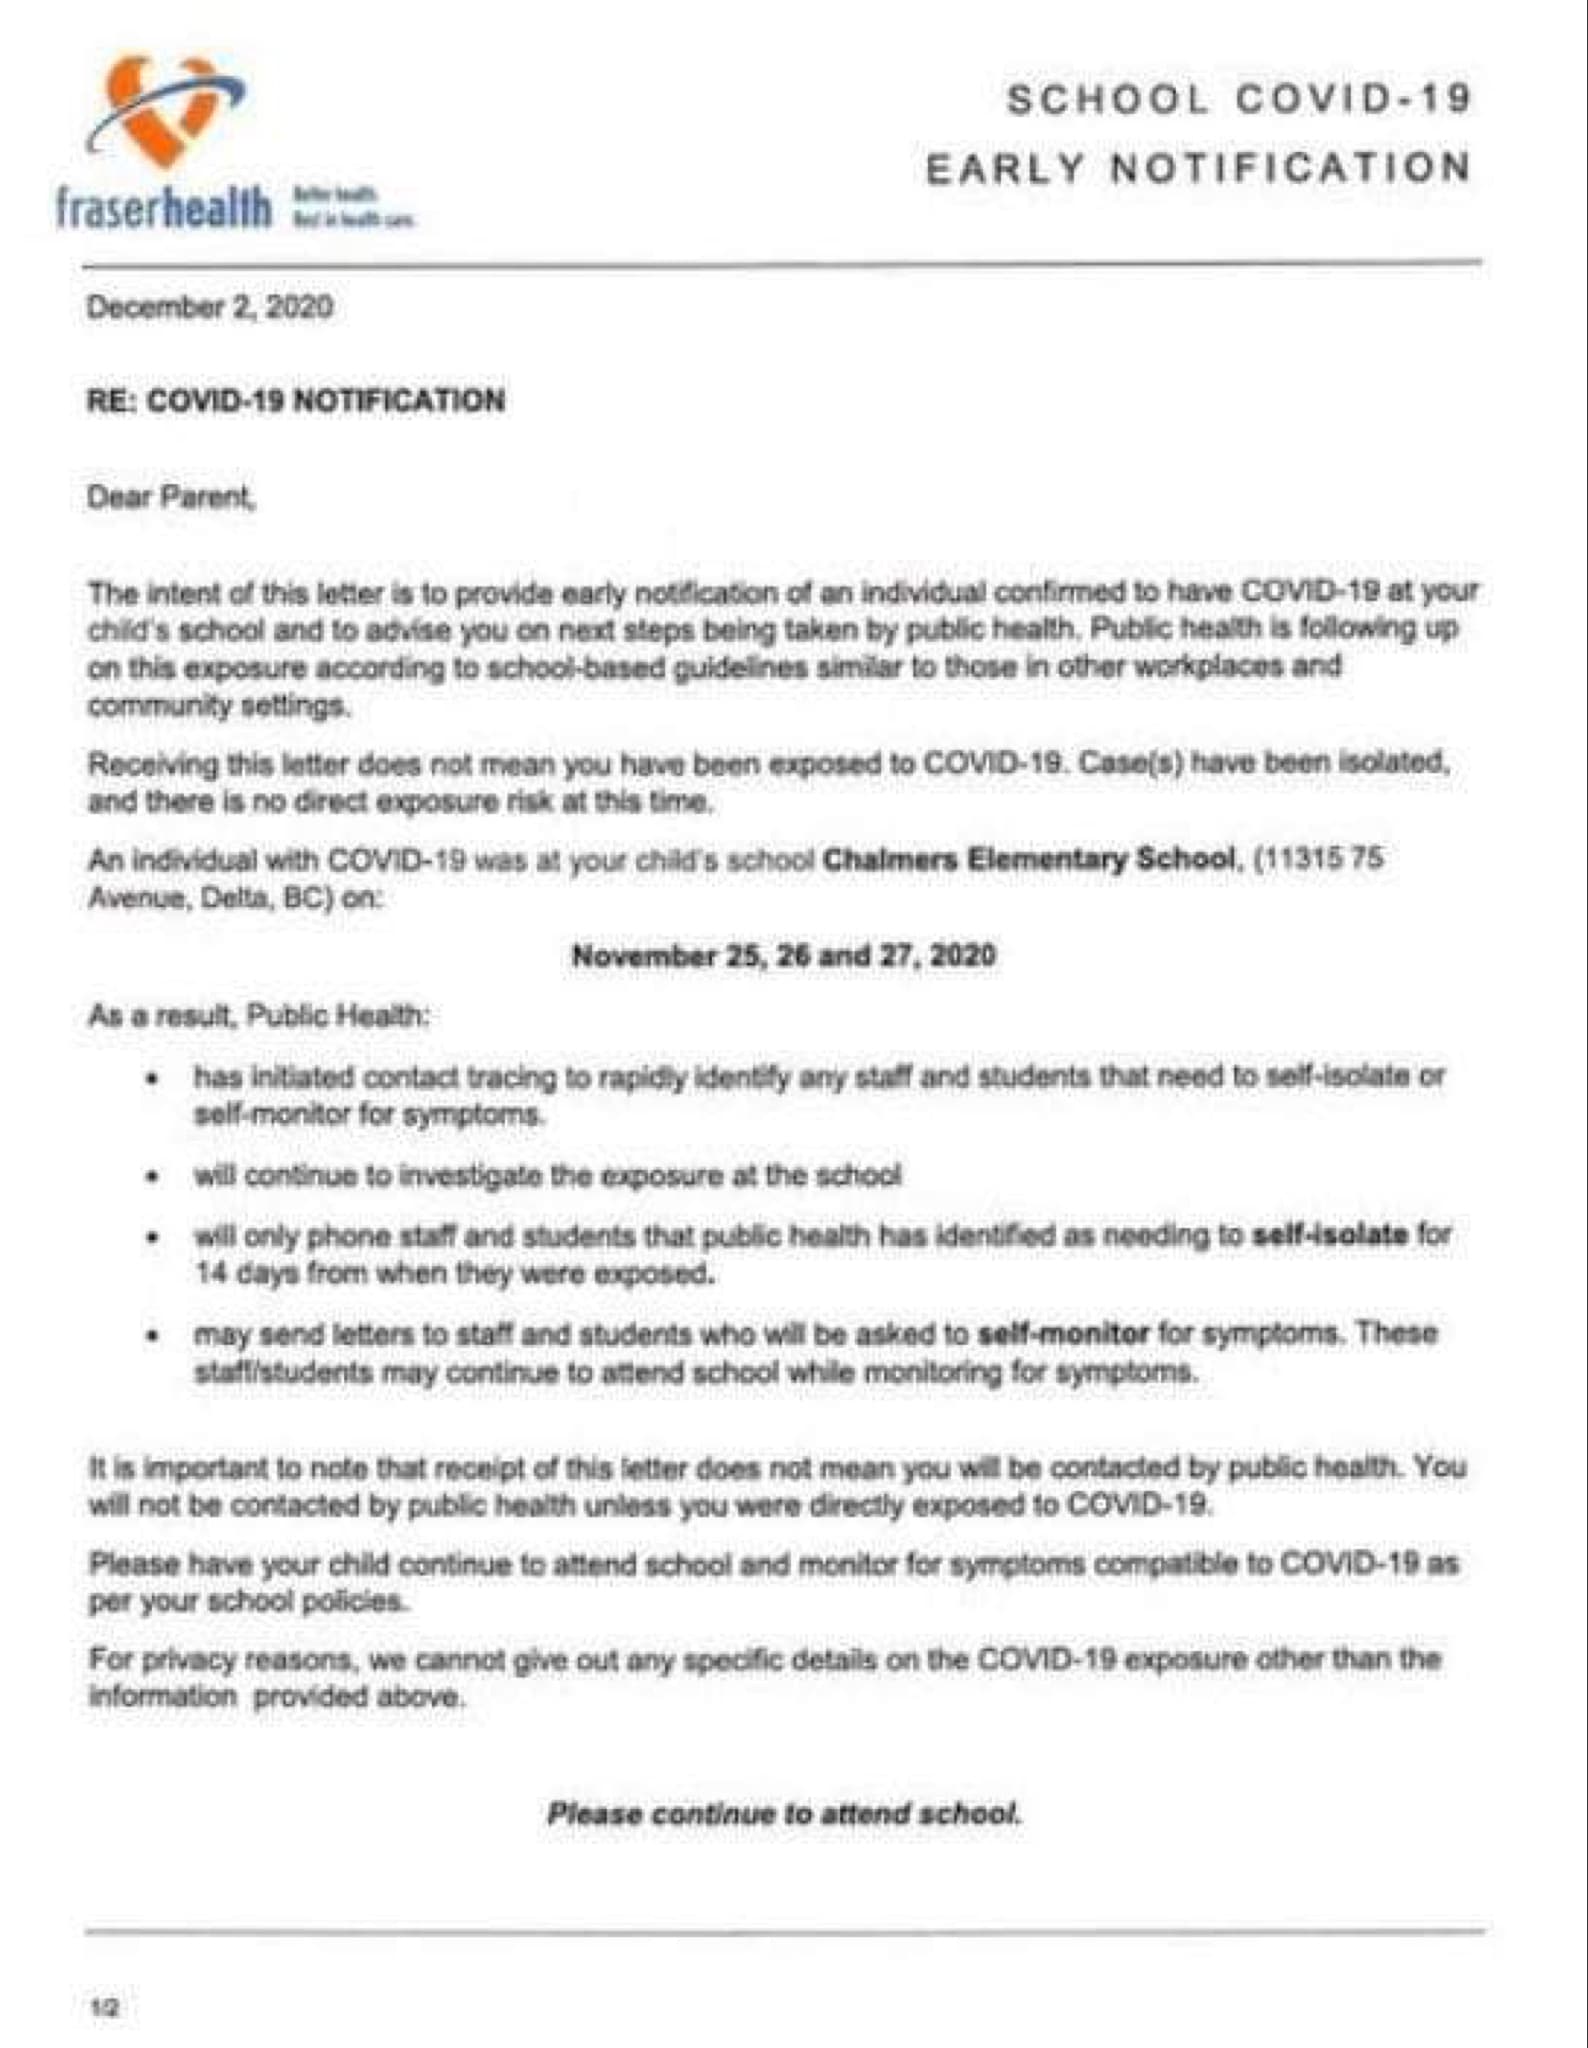 SCHOOL COVID-19
EARLY NOTIFICATION
fraserhealth
Better health.
Best in health care.
December 2, 2020
RE: COVID-19 NOTIFICATION
Dear Parent,
The intent of this letter is to provide early notification of an individual confirmed to have COVID-19 at your
child's school and to advise you on next steps being taken by public health. Public health is following up
on this exposure according to school-based guidelines similar to those in other workplaces and
community settings.
Receiving this letter does not mean you have been exposed to COVID-19. Case(s) have been isolated,
and there is no direct exposure risk at this time.
An individual with COVID-19 was at your child's school Chalmers Elementary School, (11315 75
Avenue, Delta, BC) on:
November 25, 26 and 27, 2020
As a result, Public Health:
• has initiated contact tracing to rapidly identify any staff and students that need to self-isolate or
self-monitor for symptoms.
• will continue to investigate the exposure at the school
• will only phone staff and students that public health has identified as needing to self-isolate for
14 days from when they were exposed.
• may send letters to staff and students who will be asked to self-monitor for symptoms. These
staff/students may continue to attend school while monitoring for symptoms.
It is important to note that receipt of this letter does not mean you will be contacted by public health. You
will not be contacted by public health unless you were directly exposed to COVID-19.
Please have your child continue to attend school and monitor for symptoms compatible to COVID-19 as
per your school policies.
For privacy reasons, we cannot give out any specific details on the COVID-19 exposure other than the
information provided above.
Please continue to attend school.
1/2